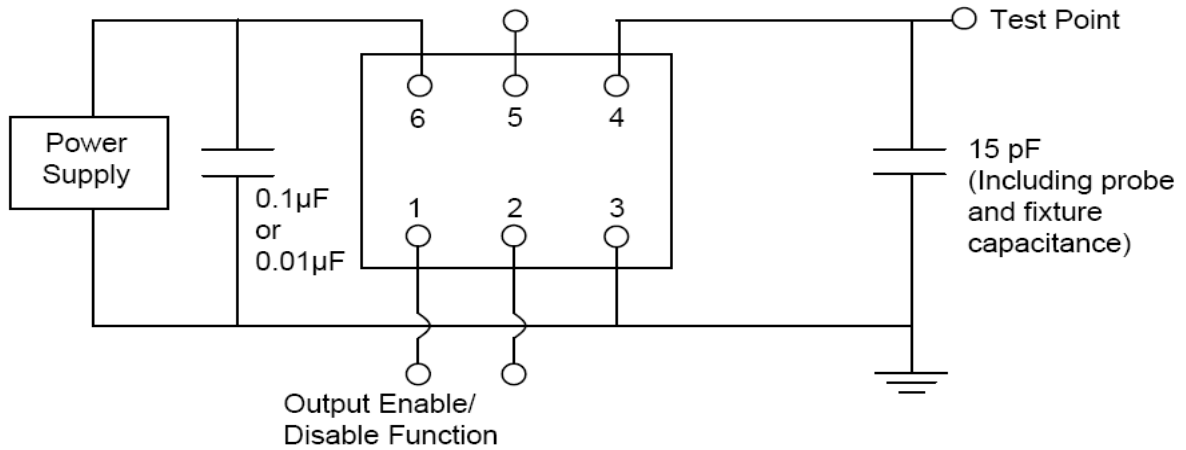 Test Point
6
5
4
Power
Supply
0.1µF
or
0.01µF
1
2
3
15 pF
(Including probe
and fixture
capacitance)
Output Enable/
Disable Function